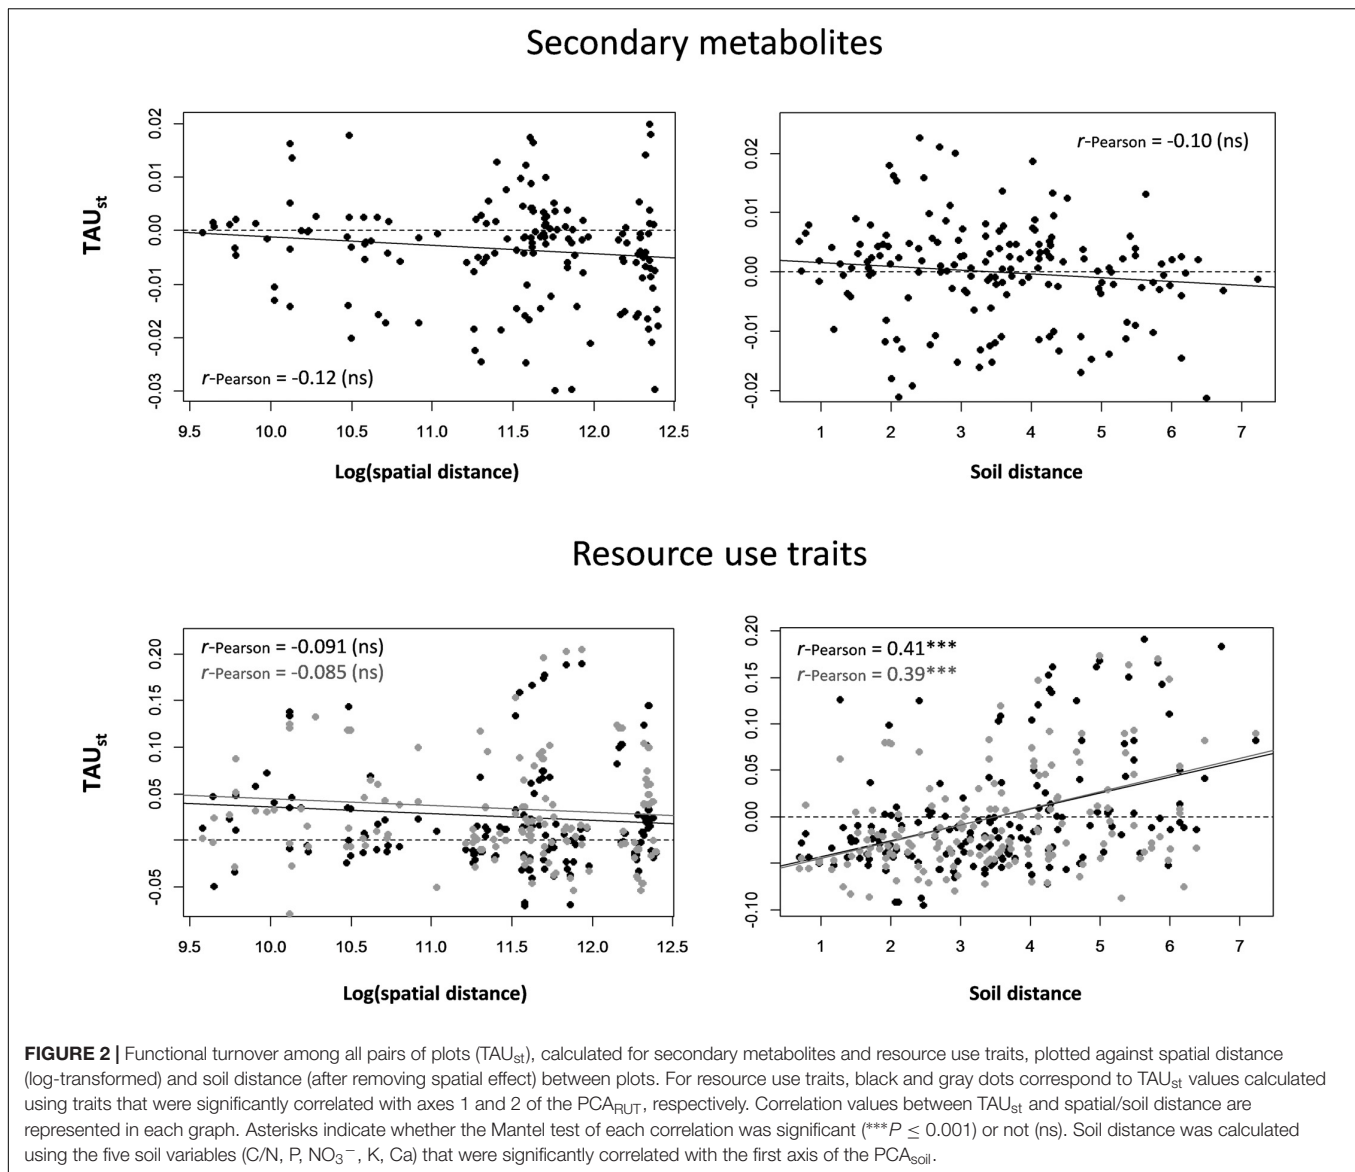 Secondary metabolites
TAUst
0.02
0.01
0.00
-0.01
-0.02
-0.03
r-Pearson = -0.12 (ns)
9.5 10.0 10.5 11.0 11.5 12.0 12.5
Log(spatial distance)
0.02
0.01
0.00
-0.01
-0.02
r-Pearson = -0.10 (ns)
1 2 3 4 5 6 7
Soil distance
Resource use traits
TAUst
0.20
0.15
0.10
0.05
0.00
-0.05
r-Pearson = -0.091 (ns)
r-Pearson = -0.085 (ns)
9.5 10.0 10.5 11.0 11.5 12.0 12.5
Log(spatial distance)
0.20
0.15
0.10
0.05
0.00
-0.10
r-Pearson = 0.41***
r-Pearson = 0.39***
1 2 3 4 5 6 7
Soil distance
FIGURE 2 | Functional turnover among all pairs of plots (TAUst), calculated for secondary metabolites and resource use traits, plotted against spatial distance
(log-transformed) and soil distance (after removing spatial effect) between plots. For resource use traits, black and gray dots correspond to TAUst values calculated
using traits that were significantly correlated with axes 1 and 2 of the PCARUT, respectively. Correlation values between TAUst and spatial/soil distance are
represented in each graph. Asterisks indicate whether the Mantel test of each correlation was significant (***P ≤ 0.001) or not (ns). Soil distance was calculated
using the five soil variables (C/N, P, NO3−, K, Ca) that were significantly correlated with the first axis of the PCAsoil.